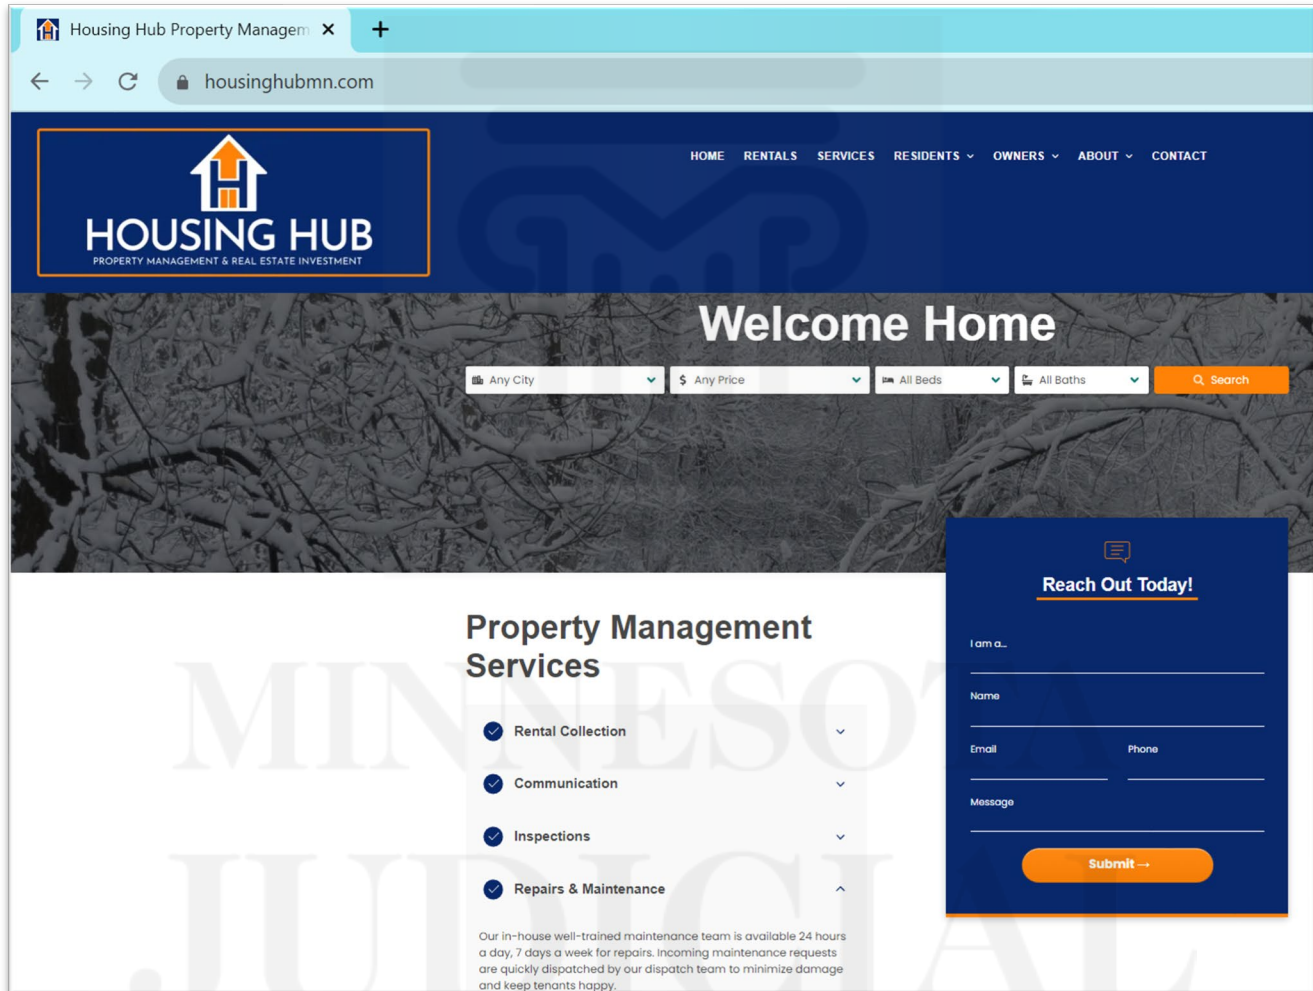 Housing Hub Property Managem
housinghubmn.com
HOUSING HUB
PROPERTY MANAGEMENT & REAL ESTATE INVESTMENT
HOME RENTALS SERVICES RESIDENTS OWNERS ABOUT CONTACT
Welcome Home
Any City $ Any Price All Beds All Baths Search
Reach Out Today!
I am a...
Name
Email Phone
Message
Submit →
Property Management
Services
Rental Collection
Communication
Inspections
Repairs & Maintenance
Our in-house well-trained maintenance team is available 24 hours
a day, 7 days a week for repairs. Incoming maintenance requests
are quickly dispatched by our dispatch team to minimize damage
and keep tenants happy.
MINNESOTA
JUDICIAL